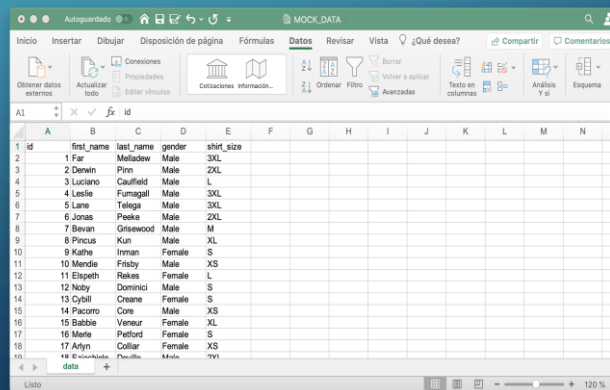 Autoguardado
MOCK_DATA
Inicio Insertar Dibujar Disposición de página Fórmulas Datos Revisar Vista ¿Qué desea? Compartir Comentarios
Obtener datos externos
Actualizar todo
Conexiones
Propiedades
Editar vínculos
Cotizaciones Información...
Ordenar Filtro
Borrar
Volver a aplicar
Avanzadas
Texto en columnas
Análisis Y si
Esquema
A1 fx id
A B C D E F G H I J K L M N
1 id first_name last_name gender shirt_size
2 1 Far Melladew Male 3XL
3 2 Derwin Pinn Male 2XL
4 3 Luciano Caulfield Male L
5 4 Leslie Fumagall Male 3XL
6 5 Lane Telega Male 3XL
7 6 Jonas Peeke Male 2XL
8 7 Bevan Grisewood Male M
9 8 Pincus Kun Male XL
10 9 Kathe Inman Female S
11 10 Mendie Frisby Male XS
12 11 Elspeth Rekes Female L
13 12 Noby Dominici Male S
14 13 Cybill Creane Female S
15 14 Pacorro Core Male XS
16 15 Babbie Veneur Female XL
17 16 Merle Petford Female S
18 17 Arlyn Colliar Female XS
19 18 Male 2XL
data
Listo 120 %